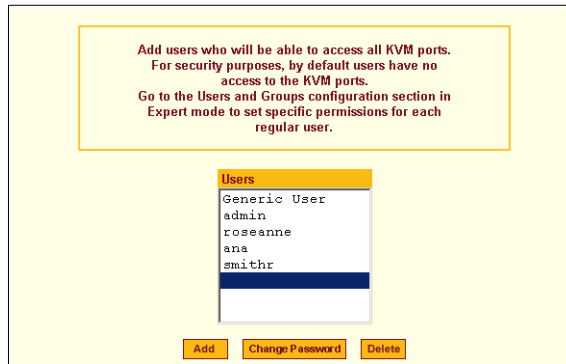 Add users who will be able to access all KVM ports.
For security purposes, by default users have no
access to the KVM ports.
Go to the Users and Groups configuration section in
Expert mode to set specific permissions for each
regular user.
Users
Generic User
admin
roseanne
ana
smithr
Add Change Password Delete